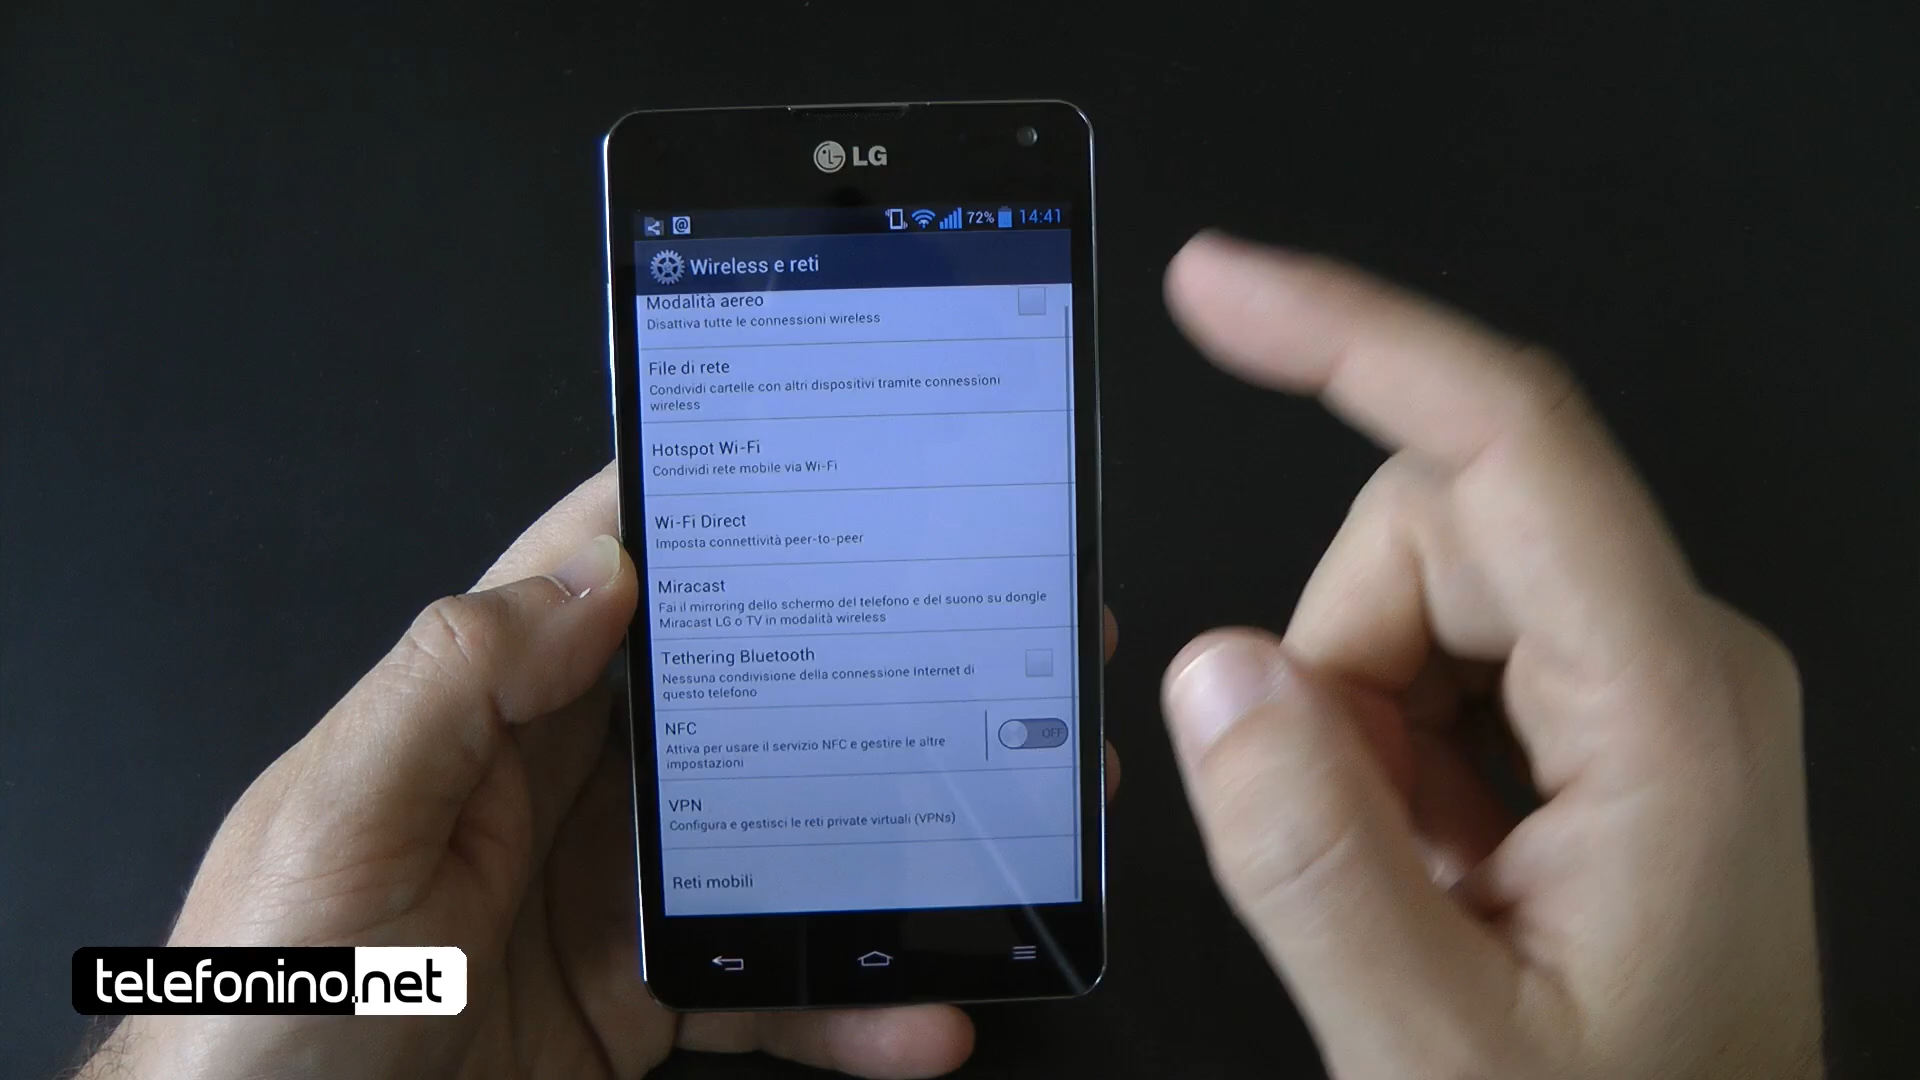 LG
72% 14:41
Wireless e reti
Modalità aereo
Disattiva tutte le connessioni wireless
File di rete
Condividi cartelle con altri dispositivi tramite connessioni
wireless
Hotspot Wi-Fi
Condividi rete mobile via Wi-Fi
Wi-Fi Direct
Imposta connettività peer-to-peer
Miracast
Fai il mirroring dello schermo del telefono e del suono su dongle
Miracast LG o TV in modalità wireless
Tethering Bluetooth
Nessuna condivisione della connessione Internet di
questo telefono
NFC
OFF
Attiva per usare il servizio NFC e gestire le altre
impostazioni
VPN
Configura e gestisci le reti private virtuali (VPNs)
Reti mobili
telefonino.net